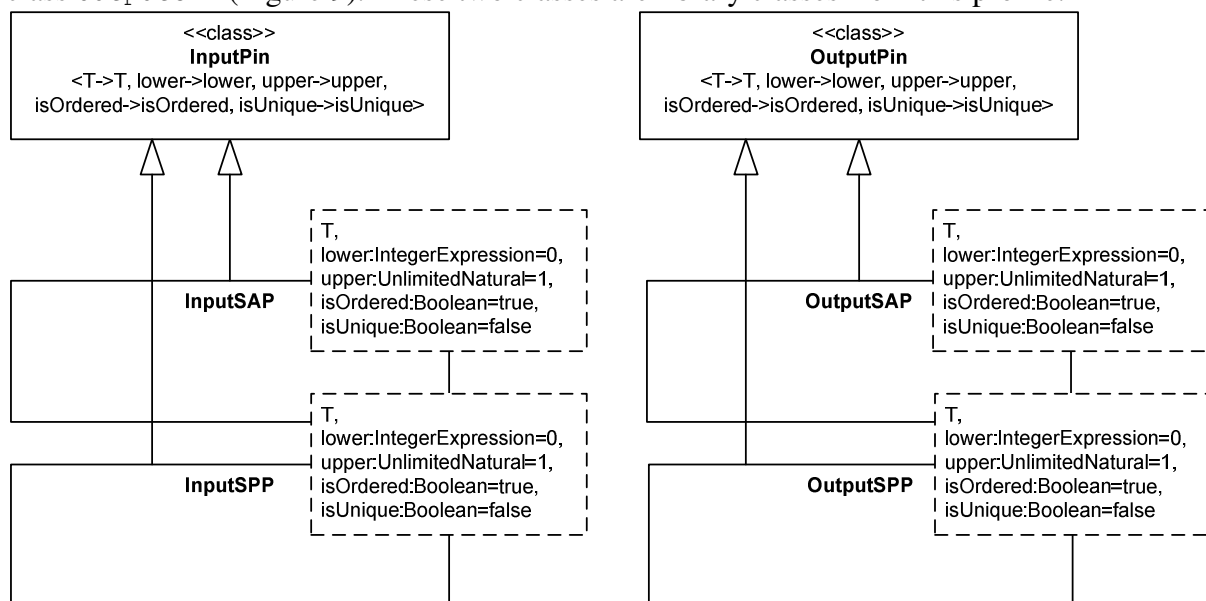 <<class>>
InputPin
<T->T, lower->lower, upper->upper,
isOrdered->isOrdered, isUnique->isUnique>
T,
lower:IntegerExpression=0,
upper:UnlimitedNatural=1,
isOrdered:Boolean=true,
isUnique:Boolean=false
InputSAP
T,
lower:IntegerExpression=0,
upper:UnlimitedNatural=1,
isOrdered:Boolean=true,
isUnique:Boolean=false
InputSPP
<<class>>
OutputPin
<T->T, lower->lower, upper->upper,
isOrdered->isOrdered, isUnique->isUnique>
T,
lower:IntegerExpression=0,
upper:UnlimitedNatural=1,
isOrdered:Boolean=true,
isUnique:Boolean=false
OutputSAP
T,
lower:IntegerExpression=0,
upper:UnlimitedNatural=1,
isOrdered:Boolean=true,
isUnique:Boolean=false
OutputSPP